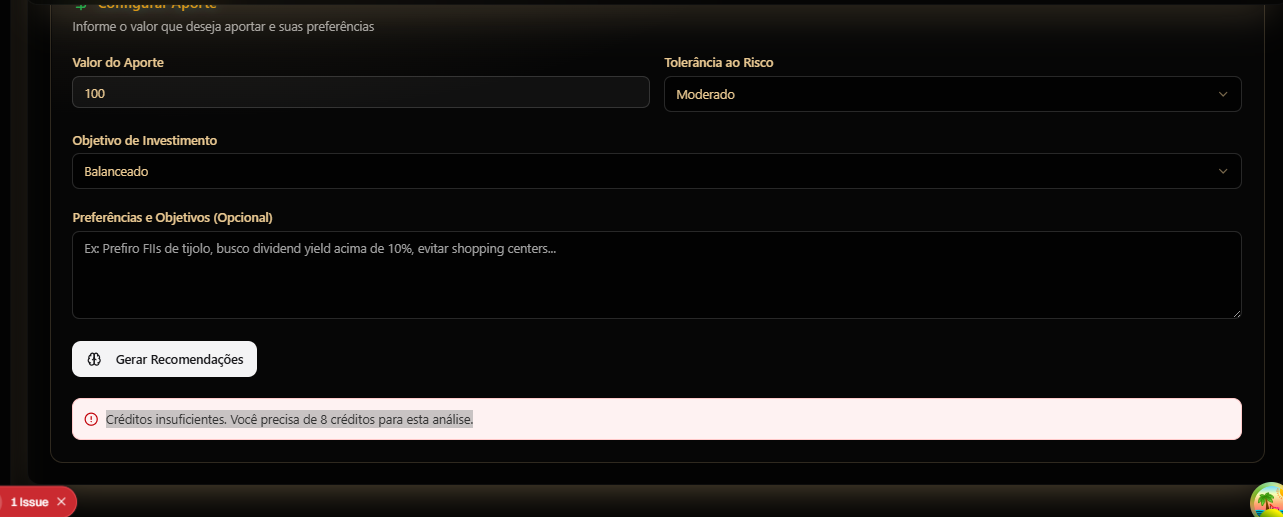 Configurar Aporte
Informe o valor que deseja aportar e suas preferências
Valor do Aporte
Tolerância ao Risco
100
Moderado
Objetivo de Investimento
Balanceado
Preferências e Objetivos (Opcional)
Ex: Prefiro FIIs de tijolo, busco dividend yield acima de 10%, evitar shopping centers...
Gerar Recomendações
Créditos insuficientes. Você precisa de 8 créditos para esta análise.
1 Issue